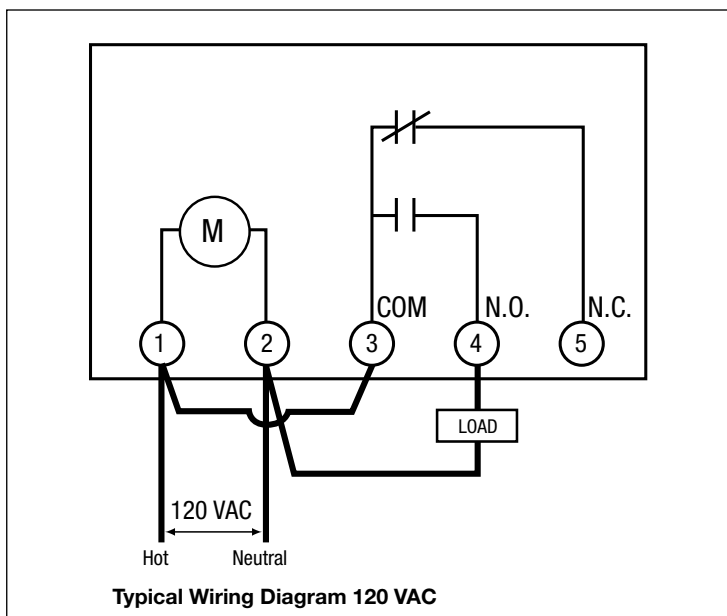 M
COM N.O. N.C.
1 2 3 4 5
LOAD
120 VAC
Hot Neutral
Typical Wiring Diagram 120 VAC